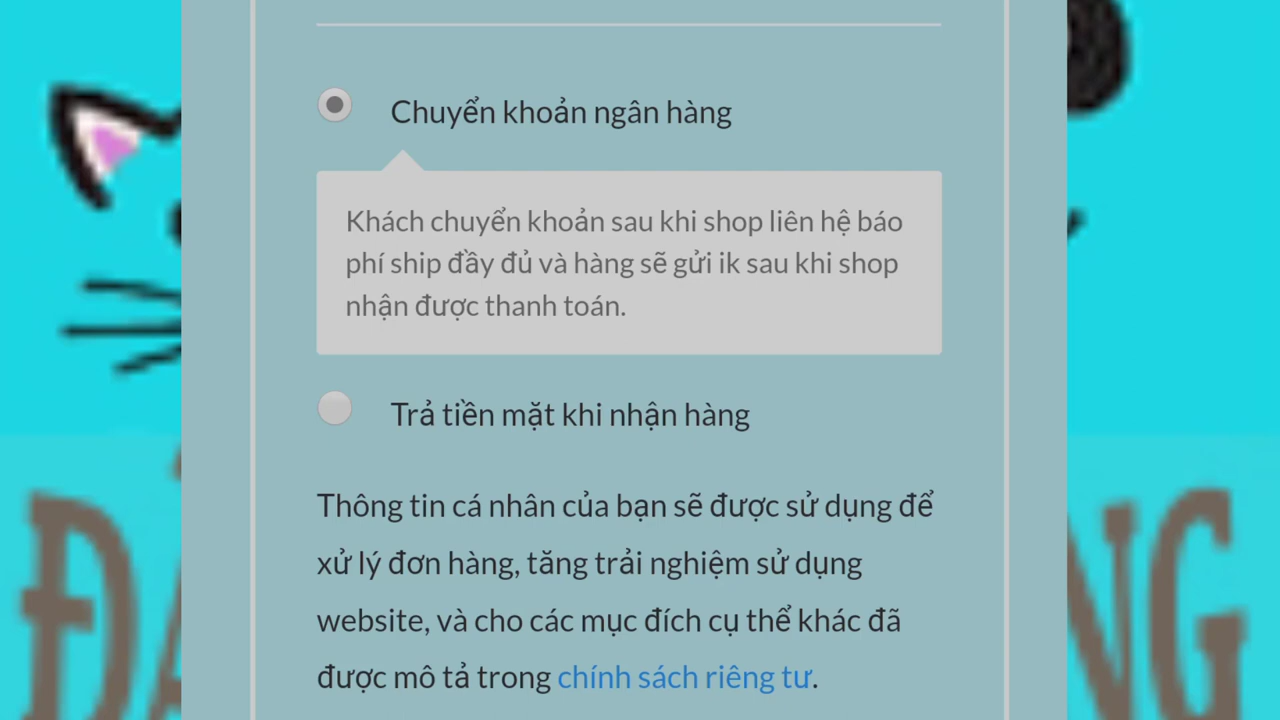 Chuyển khoản ngân hàng
Khách chuyển khoản sau khi shop liên hệ báo
phí ship đầy đủ và hàng sẽ gửi ik sau khi shop
nhận được thanh toán.
Trả tiền mặt khi nhận hàng
Thông tin cá nhân của bạn sẽ được sử dụng để
xử lý đơn hàng, tăng trải nghiệm sử dụng
website, và cho các mục đích cụ thể khác đã
được mô tả trong chính sách riêng tư.